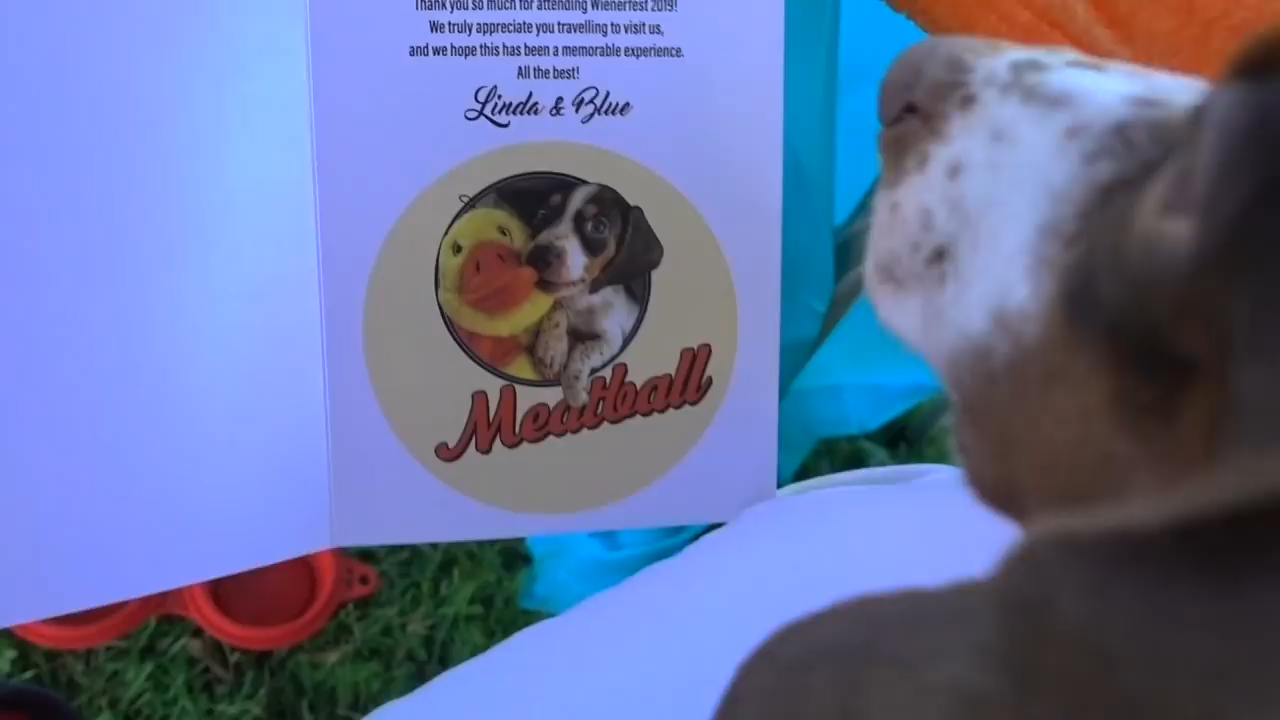 Thank you so much for attending Wienerfest 2019!
We truly appreciate you travelling to visit us,
and we hope this has been a memorable experience.
All the best!
Linda & Blue
Meatball